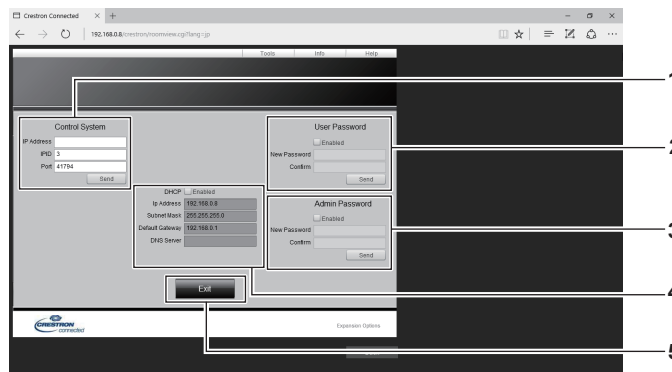 Crestron Connected
192.168.0.8/crestron/roomview.cgi?lang=jp
Tools Info Help
1
Control System
IP Address
IPID 3
Port 41794
Send
User Password
Enabled
New Password
Confirm
Send
2
DHCP Enabled
Ip Address 192.168.0.8
Subnet Mask 255.255.255.0
Default Gateway 192.168.0.1
DNS Server
Admin Password
Enabled
New Password
Confirm
Send
3
4
Exit
CRESTRON
connected
Expansion Options
5